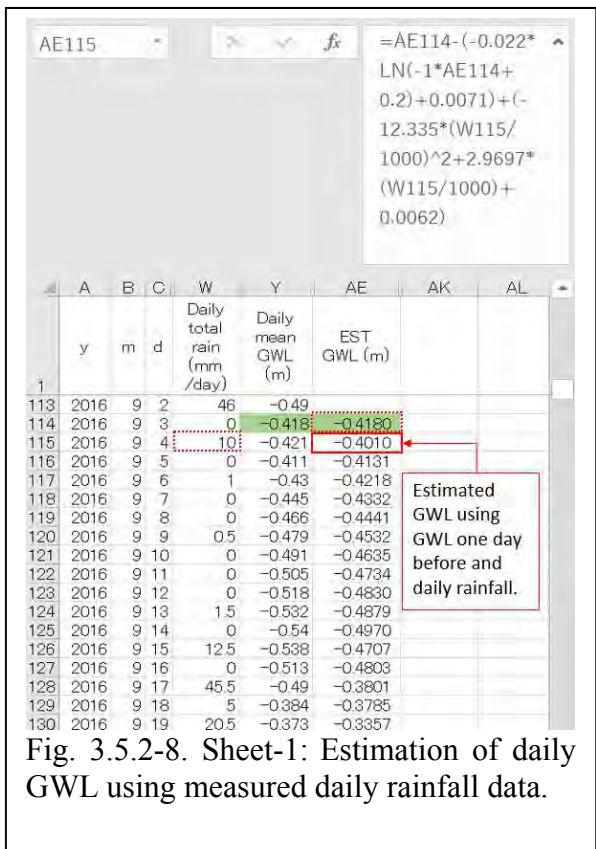 AE115 fx =AE114-(-0.022*
LN(-1*AE114+
0.2)+0.0071)+(-
12.335*(W115/
1000)^2+2.9697*
(W115/1000)+
0.0062)
A B C W Y AE AK AL
Daily
total
rain
(mm
/day)
Daily
mean
GWL
(m)
EST
GWL (m)
1 y m d
113 2016 9 2 46 -0.49
114 2016 9 3 0 -0.418 -0.4180
115 2016 9 4 10 -0.421 -0.4010
116 2016 9 5 0 -0.411 -0.4131
117 2016 9 6 1 -0.43 -0.4218
118 2016 9 7 0 -0.445 -0.4332
119 2016 9 8 0 -0.466 -0.4441
120 2016 9 9 0.5 -0.479 -0.4532
121 2016 9 10 0 -0.491 -0.4635
122 2016 9 11 0 -0.505 -0.4734
123 2016 9 12 0 -0.518 -0.4830
124 2016 9 13 1.5 -0.532 -0.4879
125 2016 9 14 0 -0.54 -0.4970
126 2016 9 15 12.5 -0.538 -0.4707
127 2016 9 16 0 -0.513 -0.4803
128 2016 9 17 45.5 -0.49 -0.3801
129 2016 9 18 5 -0.384 -0.3785
130 2016 9 19 20.5 -0.373 -0.3357
Estimated
GWL using
GWL one day
before and
daily rainfall.
Fig. 3.5.2-8. Sheet-1: Estimation of daily
GWL using measured daily rainfall data.